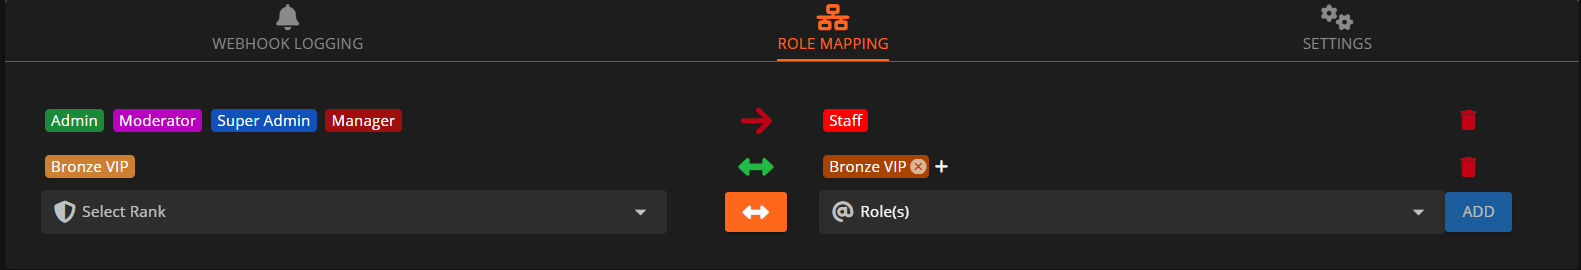 WEBHOOK LOGGING ROLE MAPPING SETTINGS
Admin Moderator Super Admin Manager Staff
Bronze VIP Bronze VIP
Select Rank Role(s) ADD